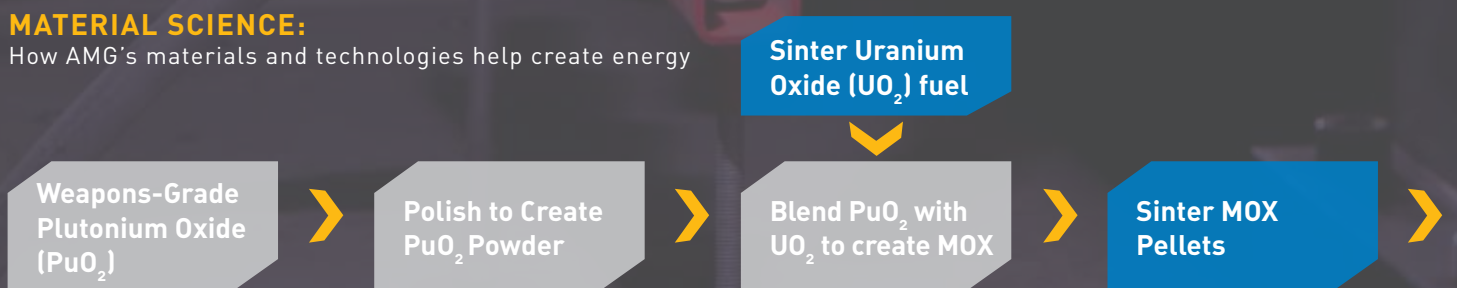 MATERIAL SCIENCE:
How AMG’s materials and technologies help create energy
Sinter Uranium
Oxide (UO₂) fuel
Weapons-Grade
Plutonium Oxide
(PuO₂)
Polish to Create
PuO₂ Powder
Blend PuO₂ with
UO₂ to create MOX
Sinter MOX
Pellets